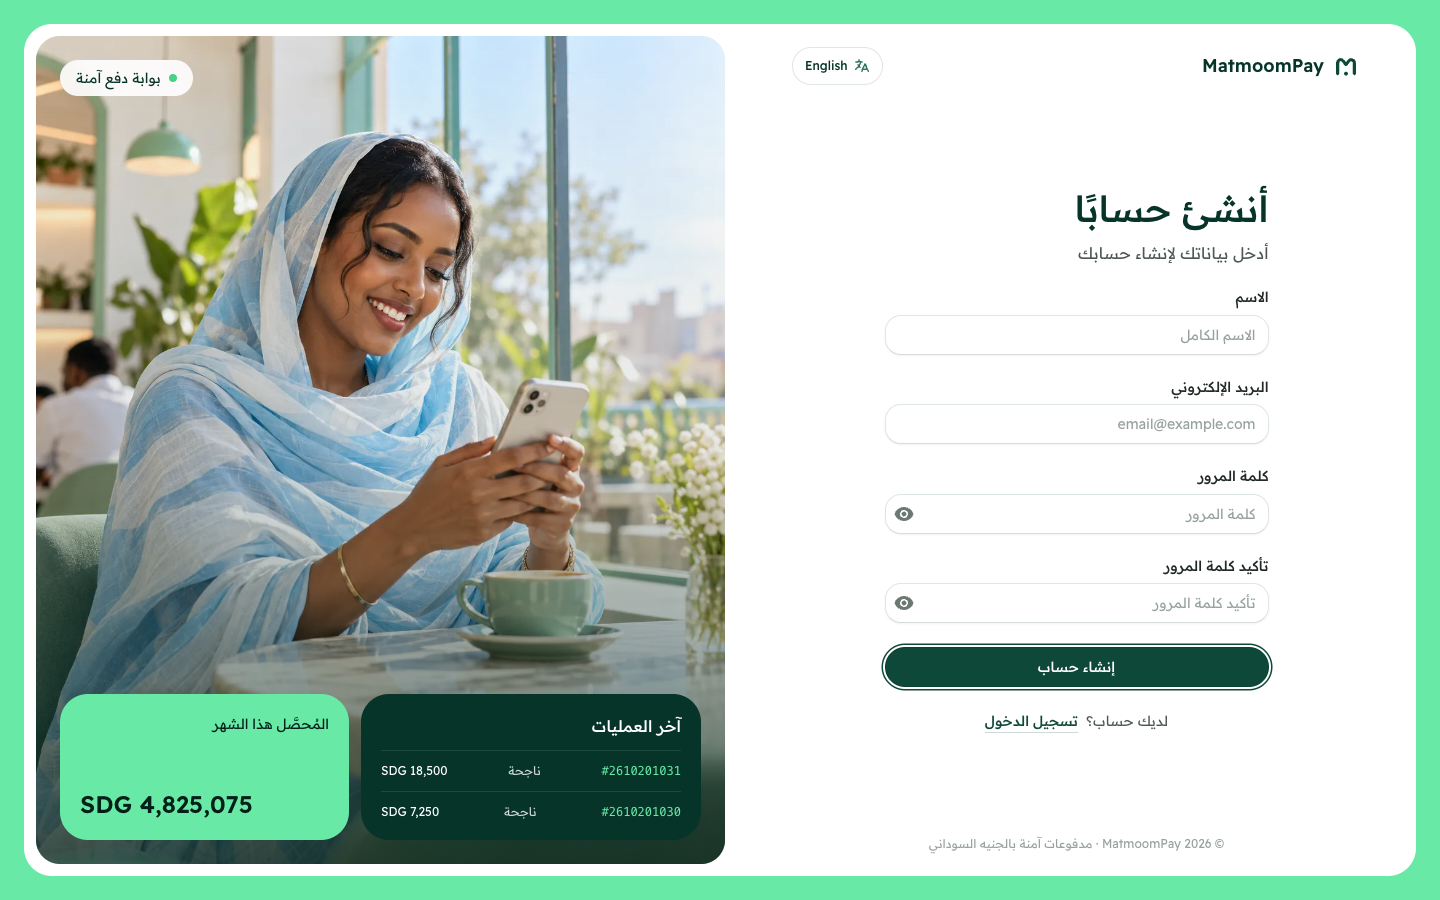 MatmoomPay
English
أنشئ حسابًا
أدخل بياناتك لإنشاء حسابك
الاسم
الاسم الكامل
البريد الإلكتروني
email@example.com
كلمة المرور
كلمة المرور
تأكيد كلمة المرور
تأكيد كلمة المرور
إنشاء حساب
لديك حساب؟ تسجيل الدخول
© 2026 MatmoomPay · مدفوعات آمنة بالجنيه السوداني
بوابة دفع آمنة
آخر العمليات
#2610201031 ناجحة SDG 18,500
#2610201030 ناجحة SDG 7,250
المُحصَّل هذا الشهر
SDG 4,825,075